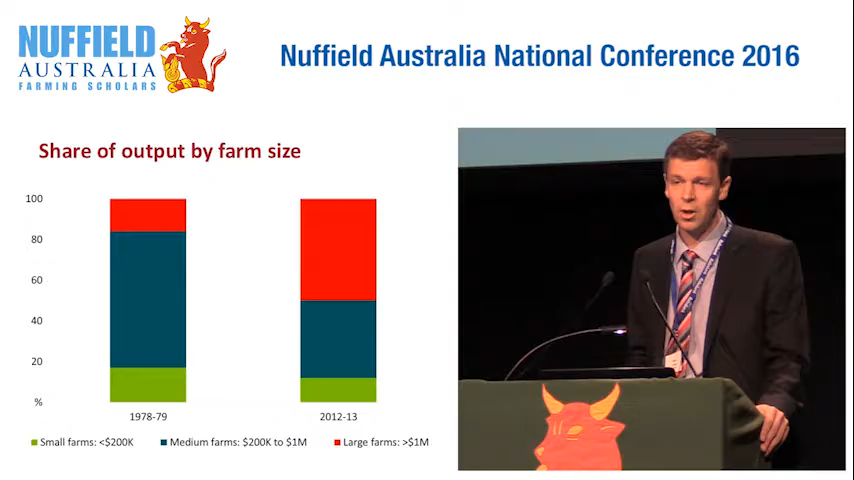 NUFFIELD
AUSTRALIA
FARMING SCHOLARS
Nuffield Australia National Conference 2016
Share of output by farm size
100
80
60
40
20
%
1978-79
2012-13
Small farms: <$200K
Medium farms: $200K to $1M
Large farms: >$1M